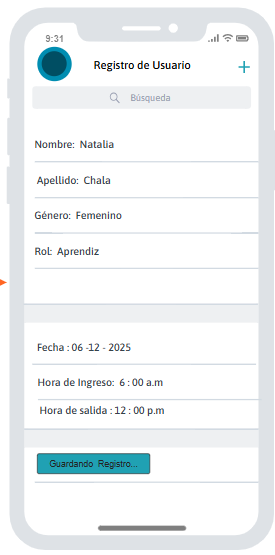 9:31
Registro de Usuario
+
Búsqueda
Nombre: Natalia
Apellido: Chala
Género: Femenino
Rol: Aprendiz
Fecha : 06 -12 - 2025
Hora de Ingreso: 6 : 00 a.m
Hora de salida : 12 : 00 p.m
Guardando Registro...